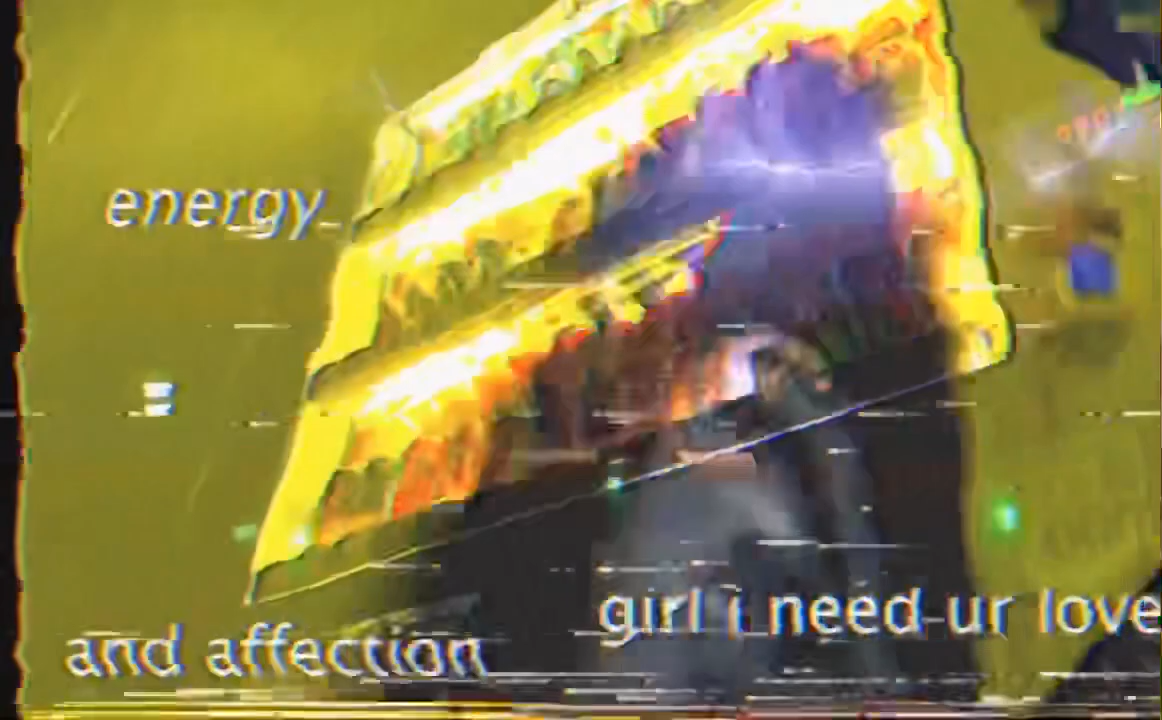 energy
girl i need ur love
and affection